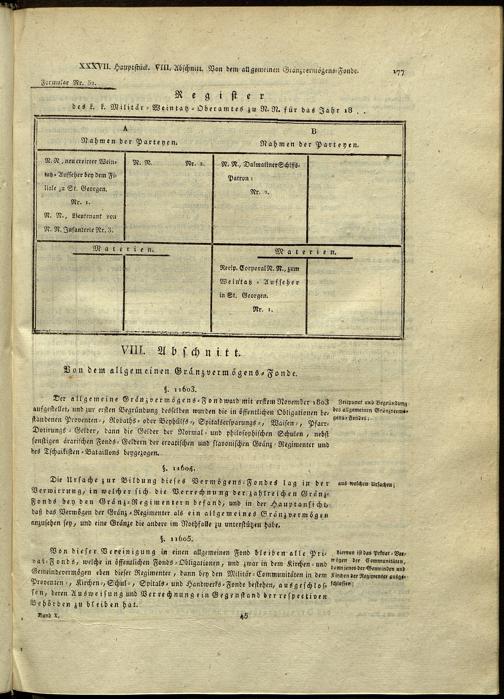 XXXVII. Hauptstück. VIII. Abschnitt. Von dem allgemeinen Gränzvermögens-Fonde. 177
Formular Nr. 52.
Register
des k. k. Militär-Weintatz-Oberamtes zu N. N. für das Jahr 18 . .
A
Nahmen der Parteyen.
B
Nahmen der Parteyen.
N. N., neu creirter Wein-
tatz-Aufseher bey dem Fi-
liale zu St. Georgen.
Nr. 1.
N. N., Lieutenant von
N. N. Infanterie Nr. 3.
N. N. Nr. 2.
N. N., Dalmatiner Schiffs-
Patron:
Nr. 2.
Materien.
Materien.
Recip. Corporal N. N., zum
Weintatz-Aufseher
in St. Georgen.
Nr. 1.
VIII. Abschnitt.
Von dem allgemeinen Gränzvermögens-Fonde.
§. 11603.
Der allgemeine Gränzvermögens-Fond ward mit erstem November 1803
aufgestellt, und zur ersten Begründung desselben wurden die in öffentlichen Obligationen be-
standenen Proventen-, Robaths- oder Bephülfs-, Spitalsersparungs-, Waisen-, Pfarr-
Dotirungs-Gelder, dann die Gelder der Normal- und philosophischen Schulen, nebst
sonstigen ärarischen Fonds-Geldern der croatischen und slavonischen Gränz-Regimenter und
des Tschaikisten-Bataillons beygezogen.
Zeitpunct und Begründung
des allgemeinen Gränzvermö-
gens-Fondes;
§. 11604.
Die Ursache zur Bildung dieses Vermögens-Fondes lag in der
Verwirrung, in welcher sich die Verrechnung der zahlreichen Gränz-
Fonds bey den Gränz-Regimentern befand, und in der Hauptansicht,
daß das Vermögen der Gränz-Regimenter als ein allgemeines Gränzvermögen
anzusehen sey, und eine Gränze die andere im Nothfalle zu unterstützen habe.
aus welchen Ursachen;
§. 11605.
Von dieser Vereinigung in einen allgemeinen Fond bleiben alle Pri-
vat-Fonds, welche in öffentlichen Fonds-Obligationen, und zwar in dem Kirchen- und
Gemeindevermögen eben dieser Regimenter, dann bey den Militär-Communitäten in dem
Proventen-, Kirchen-, Schul-, Spitals- und Handwerks-Fonde bestehen, ausgeschlos-
sen, deren Ausweisung und Verrechnung ein Gegenstand der respectiven
Behörden zu bleiben hat.
hiervon ist das Privat-Ver-
mögen der Communitäten,
dann jenes der Gemeinden und
Kirchen der Regimenter ausge-
schlossen;
Band X. 45